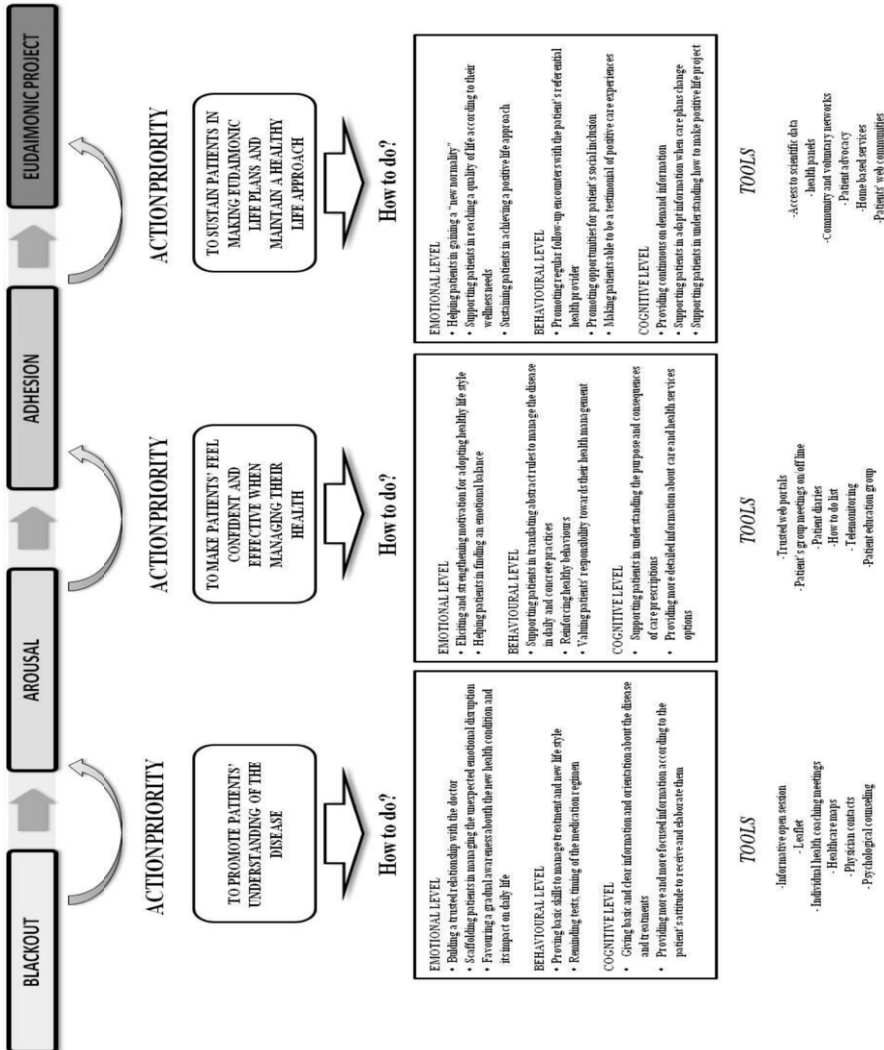 BLACKOUT
AROUSAL
ADHESION
EUDAIMONIC PROJECT
ACTION PRIORITY
TO PROMOTE PATIENTS'
UNDERSTANDING OF THE
DISEASE
How to do?
EMOTIONAL LEVEL
• Bulding a trusted relationship with the doctor
• Scaffolding patients in managing the unexpected emotional disruption
• Favouring a gradual awareness abouth the new health condition and
its impact on daily life
BEHAVIOURAL LEVEL
• Proving basic skills to manage treatment and new life style
• Reminding tests, timing of the medication regimen
COGNITIVE LEVEL
• Giving basic and clear information and orientation about the disease
and treatments
• Providing more and more focused information according to the
patient's attitude to receive and elaborate them
TOOLS
-Informative open session
- Leaflet
-Individual health coaching meetings
- Healthcare maps
- Physician contacts
- Psychological counseling
ACTION PRIORITY
TO MAKE PATIENTS' FEEL
CONFIDENT AND
EFFECTIVE WHEN
MANAGING THEIR
HEALTH
How to do?
EMOTIONAL LEVEL
• Eliciting and strengthening motivation for adopting healthy life style
• Helping patients in finding an emotional balance
BEHAVIOURAL LEVEL
• Supporting patients in translating abstract rules to manage the disease
in daily and concrete practices
• Reinforcing healthy behaviours
• Valuing patients' responsibility towards their health management
COGNITIVE LEVEL
• Supporting patients in understanding the purpose and consequences
of care prescriptions
• Providing more detailed information about care and health services
options
TOOLS
- Trusted web portals
- Patient's group meetings on/off line
- Patient diaries
-How to do list
- Telemonitoring
-Patient education group
ACTION PRIORITY
TO SUSTAIN PATIENTS IN
MAKING EUDAIMONIC
LIFE PLANS AND
MAINTAIN A HEALTHY
LIFE APPROACH
How to do?
EMOTIONAL LEVEL
• Helping patients in gaining a "new normality"
• Supporting patients in reaching a quality of life according to their
wellness needs
• Sustaining patients in achieving a positive life approach
BEHAVIOURAL LEVEL
• Promoting regular follow-up encounters with the patient's referential
health provider
• Promoting opportunities for patient's social inclusion
• Making patients able to be a testimonial of positive care experiences
COGNITIVE LEVEL
• Providing continuous on demand information
• Supporting patients in adapt information when care plans change
• Supporting patients in understanding how to make positive life project
TOOLS
-Access to scientific data
- health panels
-Community and voluntary networks
- Patient advocacy
-Home based services
-Patients' web communities